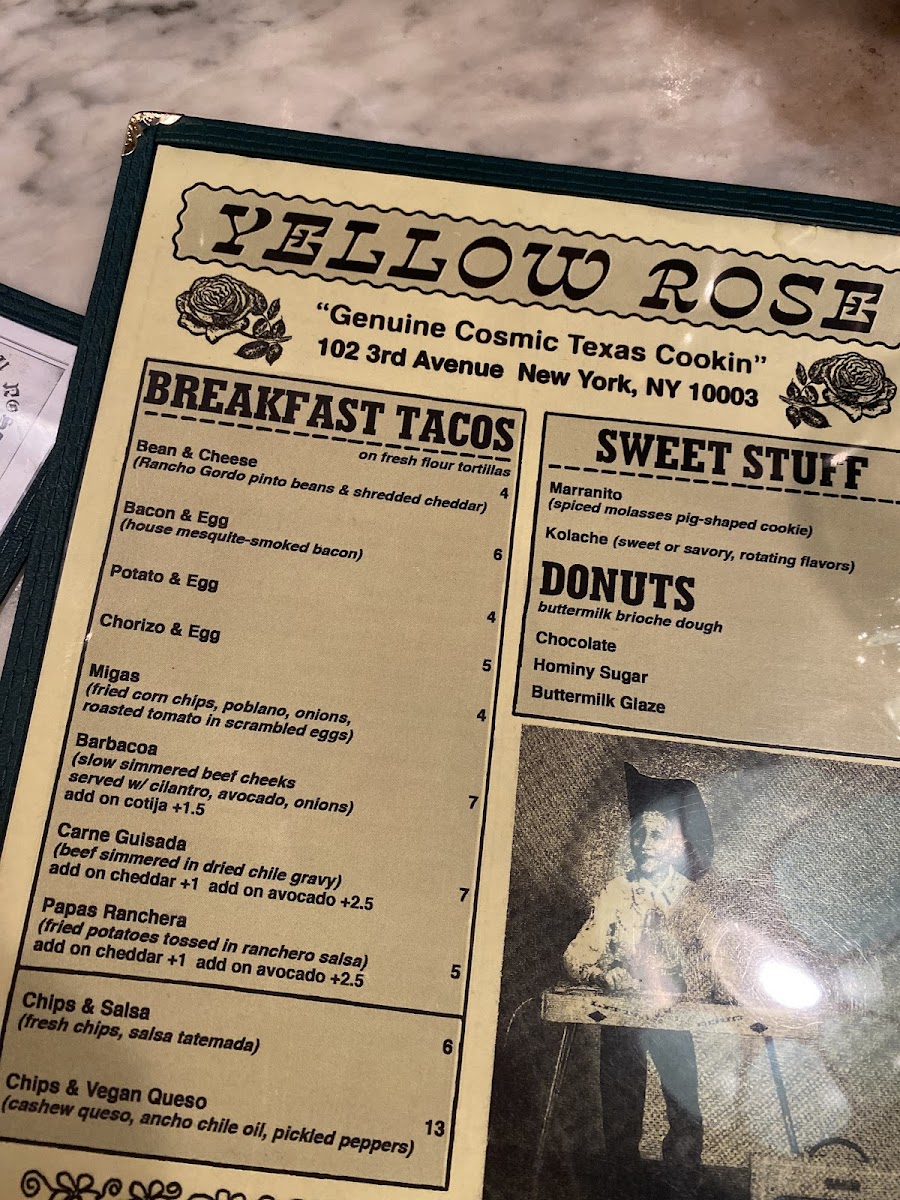 YELLOW ROSE
"Genuine Cosmic Texas Cookin"
102 3rd Avenue New York, NY 10003
BREAKFAST TACOS
on fresh flour tortillas
Bean & Cheese
(Rancho Gordo pinto beans & shredded cheddar) 4
Bacon & Egg
(house mesquite-smoked bacon) 6
Potato & Egg 4
Chorizo & Egg 5
Migas
(fried corn chips, poblano, onions, 4
roasted tomato in scrambled eggs)
Barbacoa
(slow simmered beef cheeks
served w/ cilantro, avocado, onions) 7
add on cotija +1.5
Carne Guisada
(beef simmered in dried chile gravy)
add on cheddar +1 add on avocado +2.5 7
Papas Ranchera
(fried potatoes tossed in ranchero salsa)
add on cheddar +1 add on avocado +2.5 5
Chips & Salsa
(fresh chips, salsa tatemada) 6
Chips & Vegan Queso
(cashew queso, ancho chile oil, pickled peppers) 13
SWEET STUFF
Marranito
(spiced molasses pig-shaped cookie)
Kolache (sweet or savory, rotating flavors)
DONUTS
buttermilk brioche dough
Chocolate
Hominy Sugar
Buttermilk Glaze